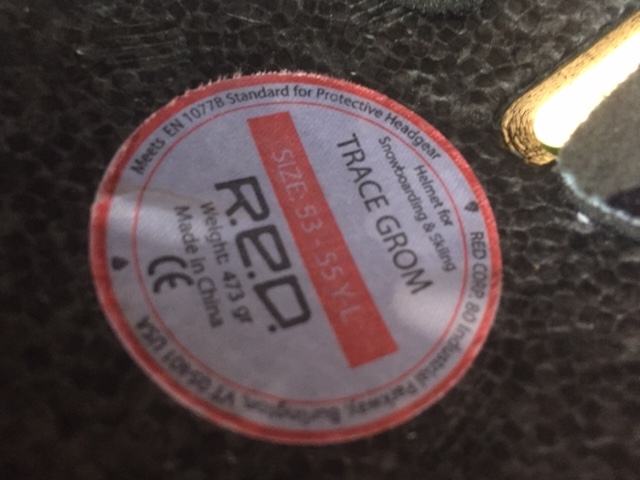 Meets EN 1077B Standard for Protective Headgear
Helmet for
Snowboarding & Skiing
TRACE GROM
SIZE: 53 - 55 Y-L
R.E.D.
Weight: 473 gr
Made in China
CE
RED CORP. 80 Industrial Parkway, Burlington, VT 05401 USA